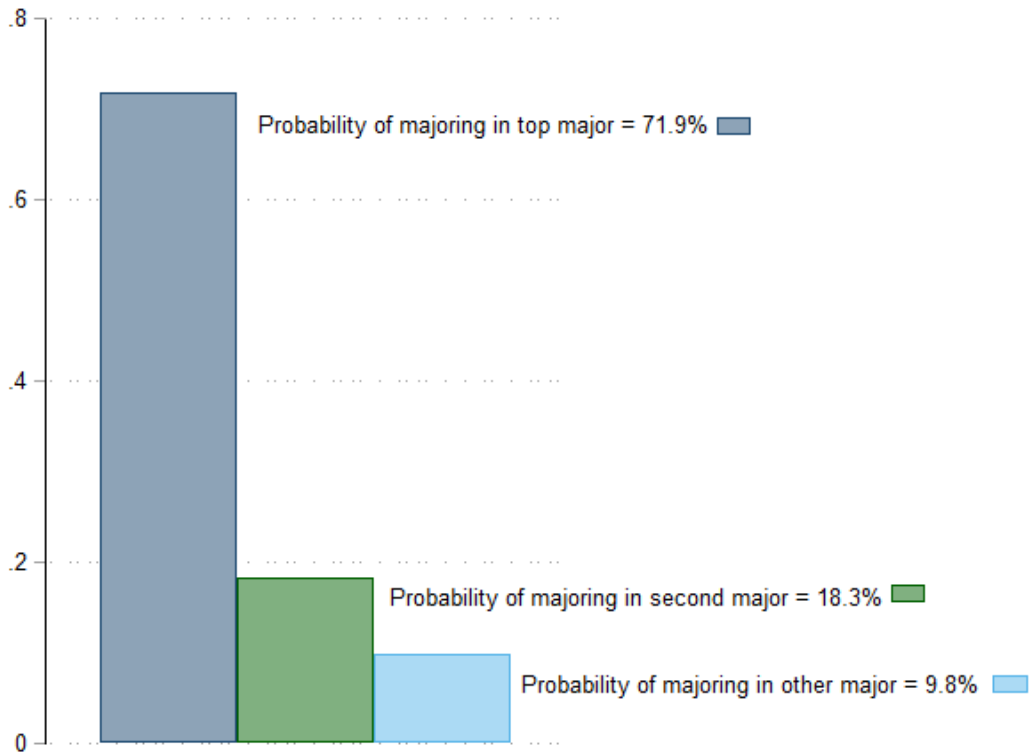 .8
Probability of majoring in top major = 71.9%
.6
.4
.2
Probability of majoring in second major = 18.3%
Probability of majoring in other major = 9.8%
0